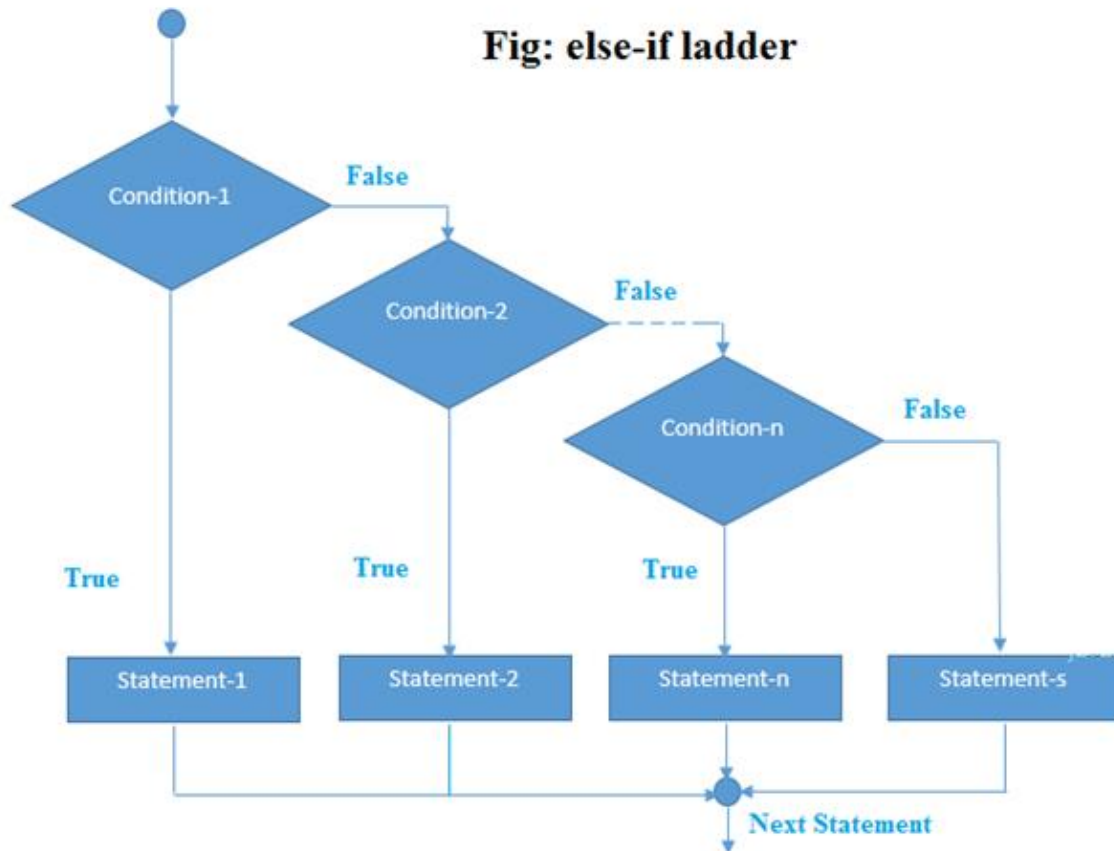 Fig: else-if ladder
Condition-1
False
Condition-2
False
Condition-n
False
True
True
True
Statement-1
Statement-2
Statement-n
Statement-s
Next Statement